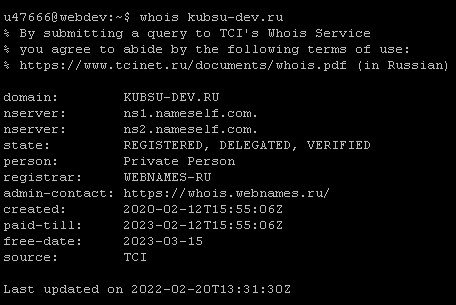 u47666@webdev:~$ whois kubsu-dev.ru
% By submitting a query to TCI's Whois Service
% you agree to abide by the following terms of use:
% https://www.tcinet.ru/documents/whois.pdf (in Russian)
domain: KUBSU-DEV.RU
nserver: ns1.nameself.com.
nserver: ns2.nameself.com.
state: REGISTERED, DELEGATED, VERIFIED
person: Private Person
registrar: WEBNAMES-RU
admin-contact: https://whois.webnames.ru/
created: 2020-02-12T15:55:06Z
paid-till: 2023-02-12T15:55:06Z
free-date: 2023-03-15
source: TCI
Last updated on 2022-02-20T13:31:30Z